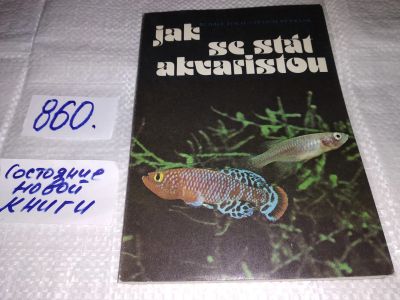 jak
se stát
akvaristou
860.
Состояние
новой
книги